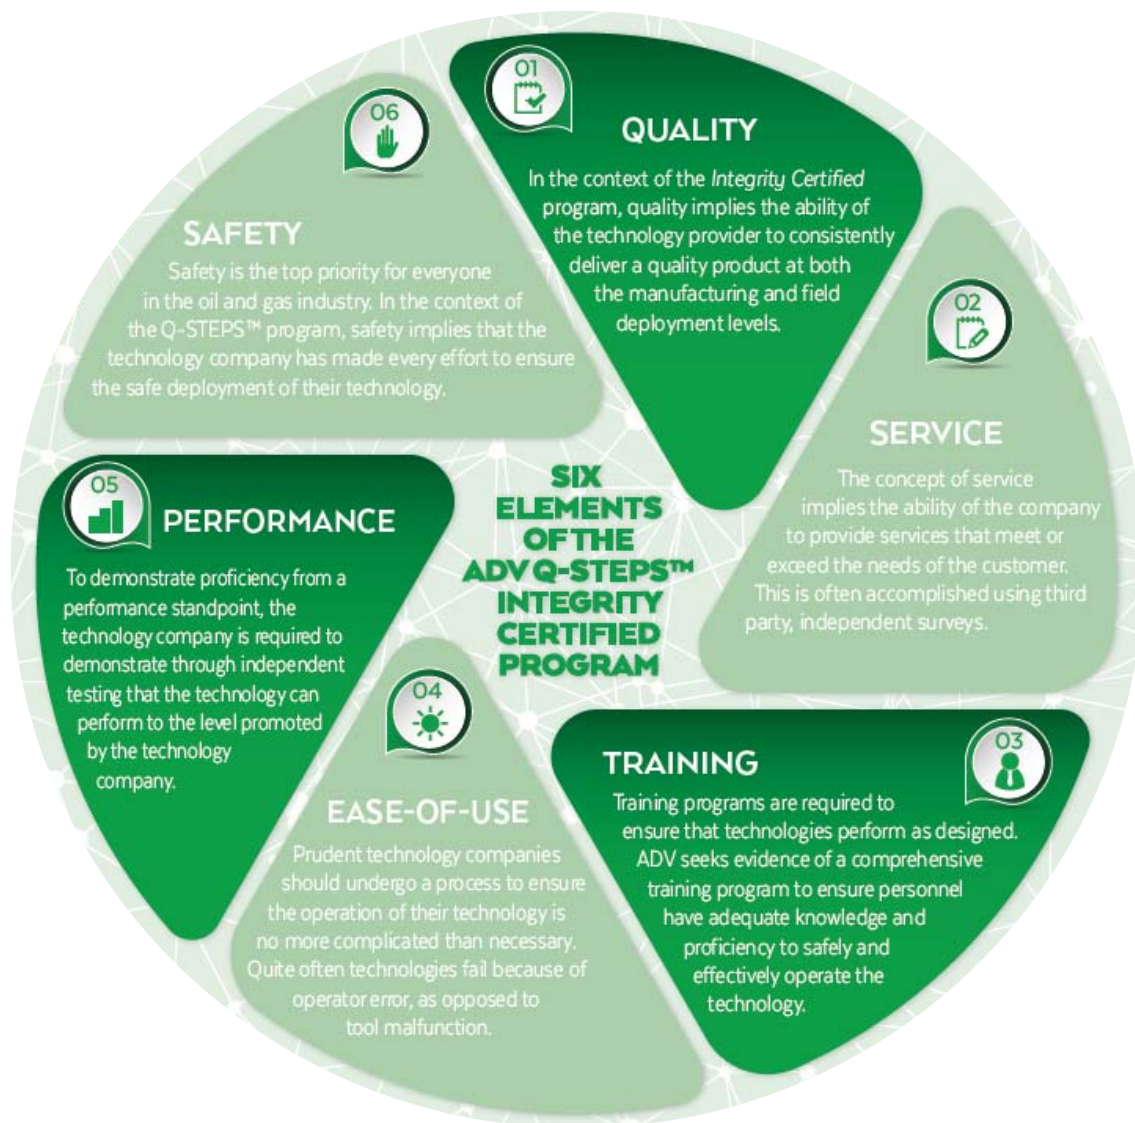 01
QUALITY
In the context of the Integrity Certified
program, quality implies the ability of
the technology provider to consistently
deliver a quality product at both
the manufacturing and field
deployment levels.
02
SERVICE
The concept of service
implies the ability of the company
to provide services that meet or
exceed the needs of the customer.
This is often accomplished using third
party, independent surveys.
03
TRAINING
Training programs are required to
ensure that technologies perform as designed.
ADV seeks evidence of a comprehensive
training program to ensure personnel
have adequate knowledge and
proficiency to safely and
effectively operate the
technology.
04
EASE-OF-USE
Prudent technology companies
should undergo a process to ensure
the operation of their technology is
no more complicated than necessary.
Quite often technologies fail because of
operator error, as opposed to
tool malfunction.
05
PERFORMANCE
To demonstrate proficiency from a
performance standpoint, the
technology company is required to
demonstrate through independent
testing that the technology can
perform to the level promoted
by the technology
company.
06
SAFETY
Safety is the top priority for everyone
in the oil and gas industry. In the context of
the Q-STEPS™ program, safety implies that the
technology company has made every effort to ensure
the safe deployment of their technology.
SIX
ELEMENTS
OF THE
ADV Q-STEPS™
INTEGRITY
CERTIFIED
PROGRAM